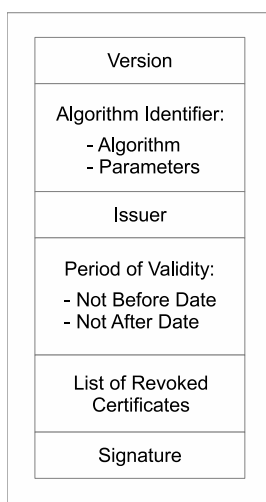 Version
Algorithm Identifier:
- Algorithm
- Parameters
Issuer
Period of Validity:
- Not Before Date
- Not After Date
List of Revoked
Certificates
Signature